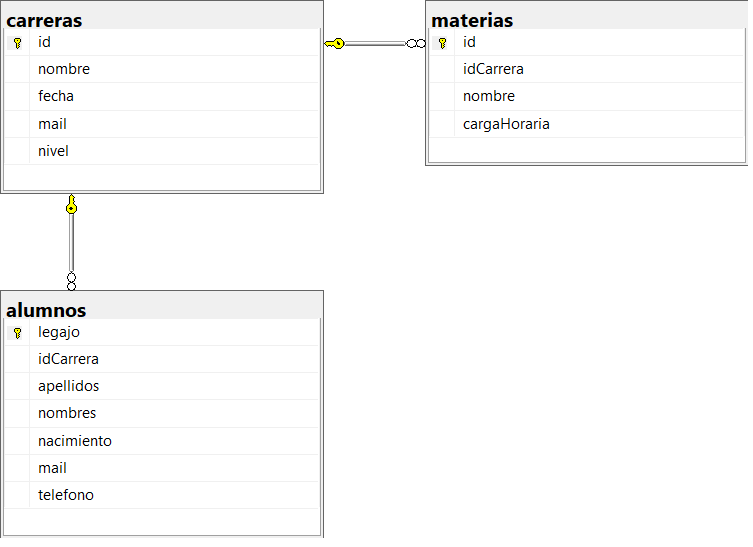 carreras
id
nombre
fecha
mail
nivel
materias
id
idCarrera
nombre
cargaHoraria
alumnos
legajo
idCarrera
apellidos
nombres
nacimiento
mail
telefono